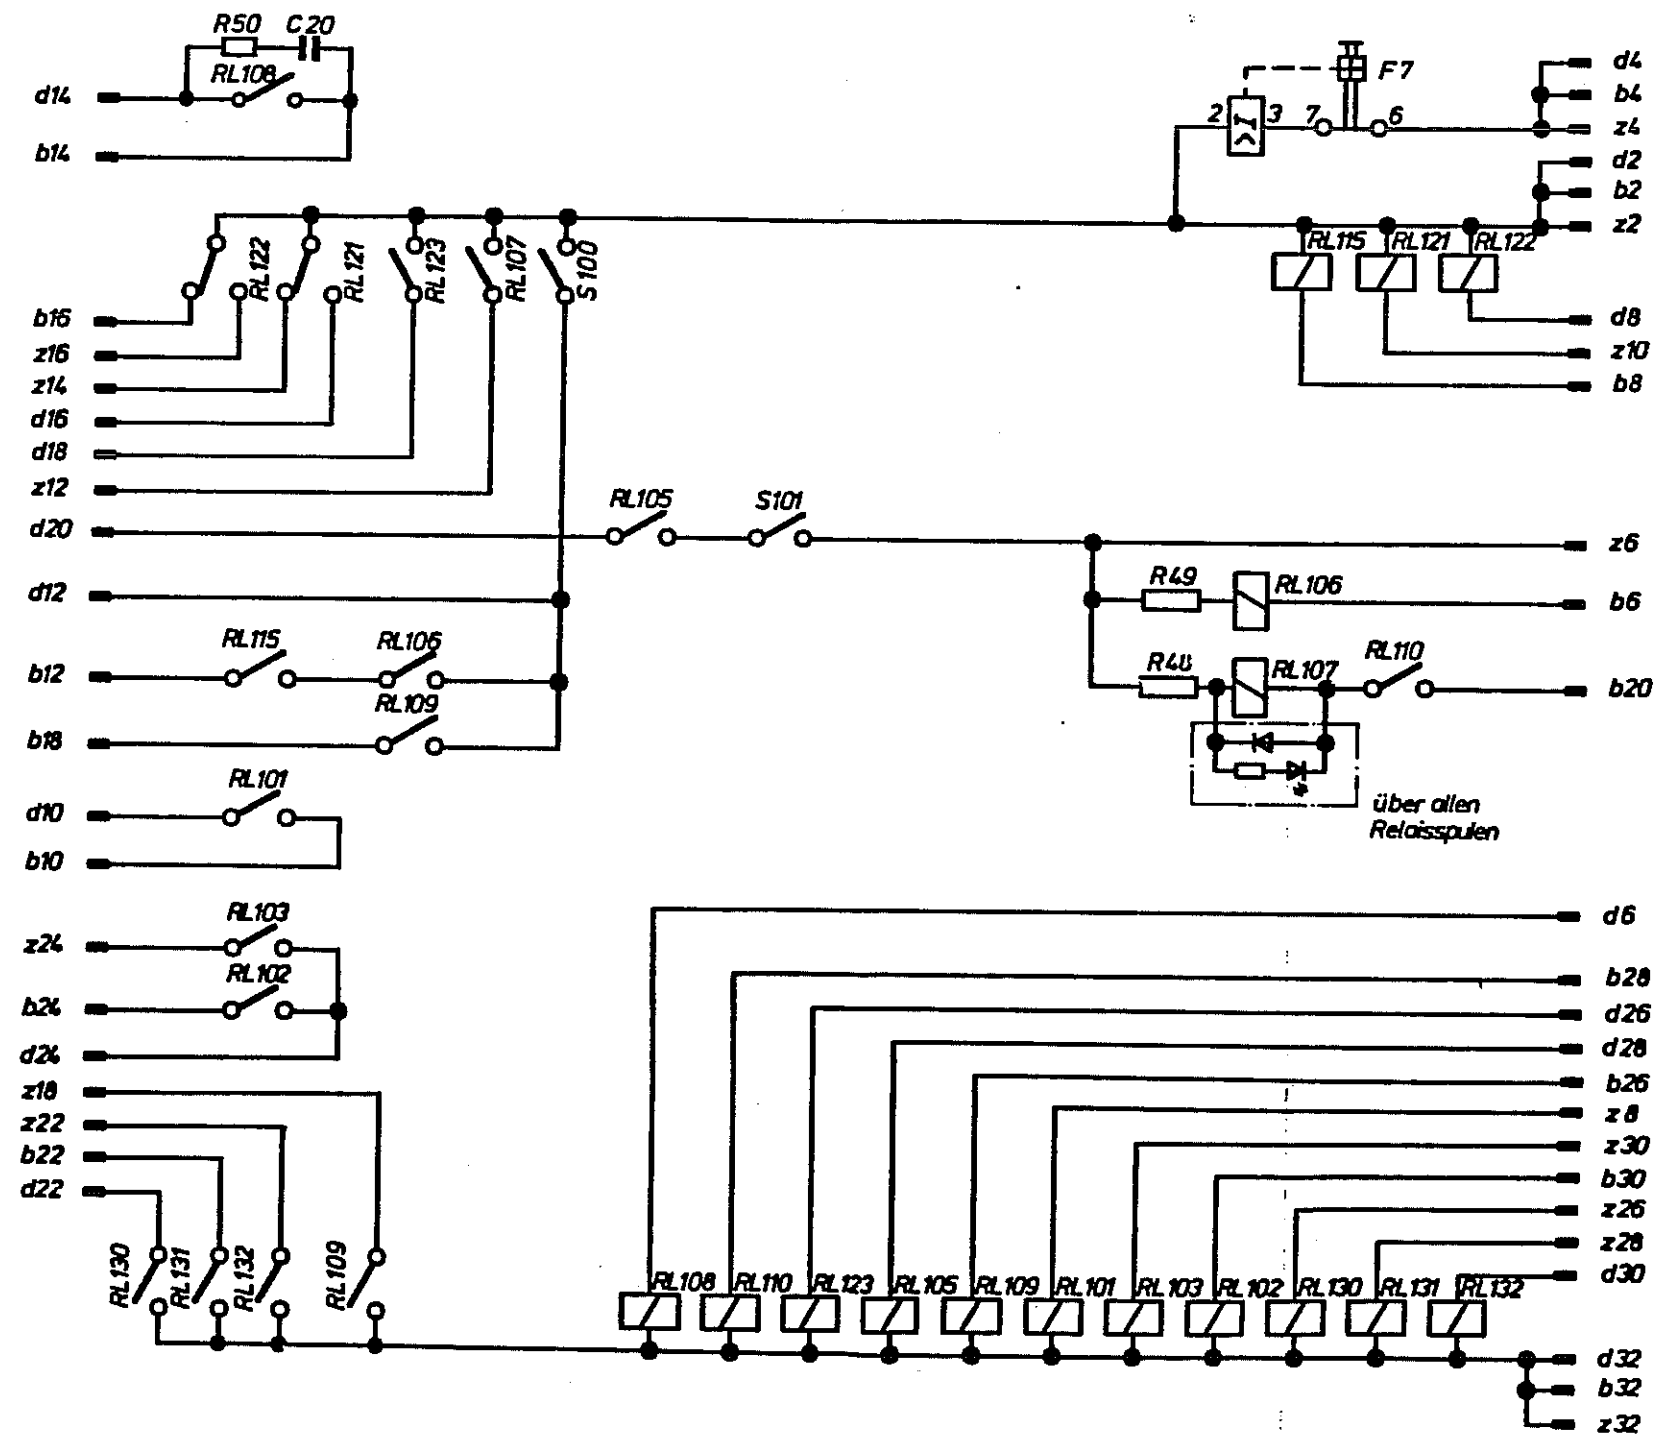 R50 C20
RL108
d14
b14
F7
2 3 7 6
>I
d4
b4
z4
d2
b2
z2
RL122
RL121
RL123
RL107
S100
RL115 RL121 RL122
b16
z16
z14
d16
d18
z12
d8
z10
b8
d20
RL105
S101
z6
d12
R49
RL106
b6
b12
RL115
RL106
R48
RL107
RL110
b20
b18
RL109
über allen
Relaisspulen
d10
RL101
b10
z24
RL103
b24
RL102
d24
z18
z22
b22
d22
RL130
RL131
RL132
RL109
d6
b28
d26
d28
b26
z8
z30
b30
z26
z28
d30
RL108 RL110 RL123 RL105 RL109 RL101 RL103 RL102 RL130 RL131 RL132
d32
b32
z32